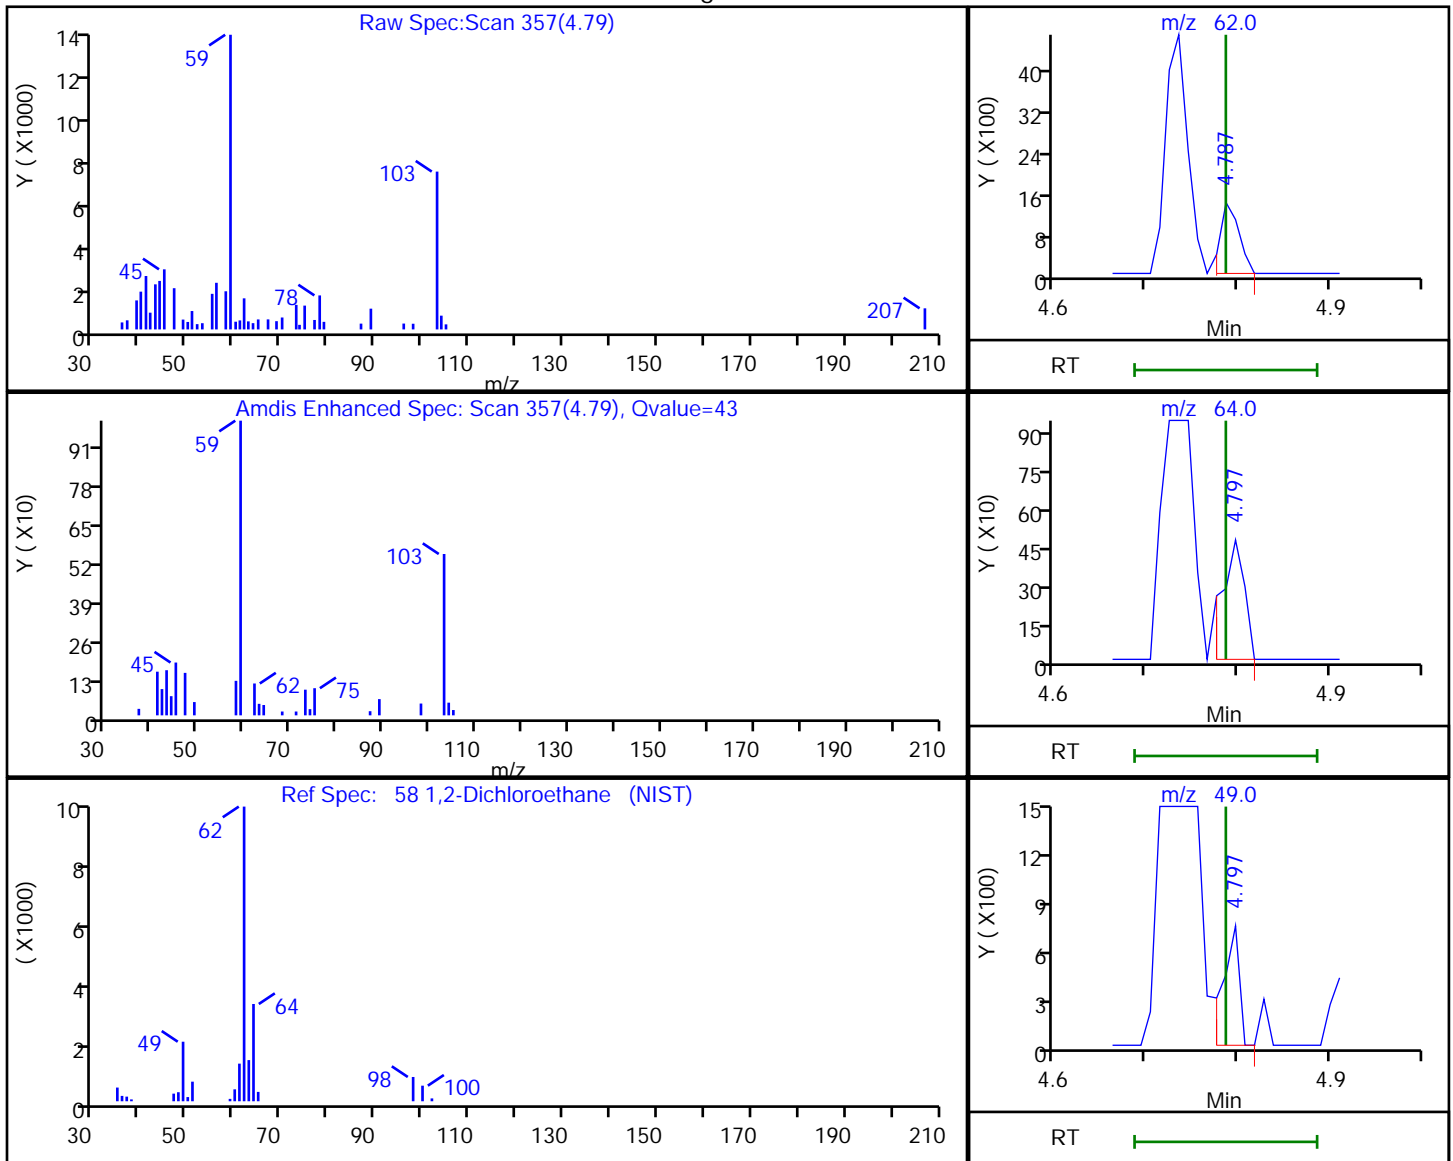 Raw Spec:Scan 357(4.79)
Y ( X1000)
14
12
10
8
6
4
2
0
59
103
45
78
207
30 50 70 90 110 130 150 170 190 210
m/z
m/z 62.0
Y ( X100)
40
32
24
16
8
0
4.787
4.6 4.9
Min
RT
Amdis Enhanced Spec: Scan 357(4.79), Qvalue=43
Y ( X10)
91
78
65
52
39
26
13
0
59
103
45
62
75
30 50 70 90 110 130 150 170 190 210
m/z
m/z 64.0
Y ( X10)
90
75
60
45
30
15
0
4.797
4.6 4.9
Min
RT
Ref Spec: 58 1,2-Dichloroethane (NIST)
( X1000)
10
8
6
4
2
0
62
64
49
98
100
30 50 70 90 110 130 150 170 190 210
m/z 49.0
Y ( X100)
15
12
9
6
3
0
4.797
4.6 4.9
Min
RT